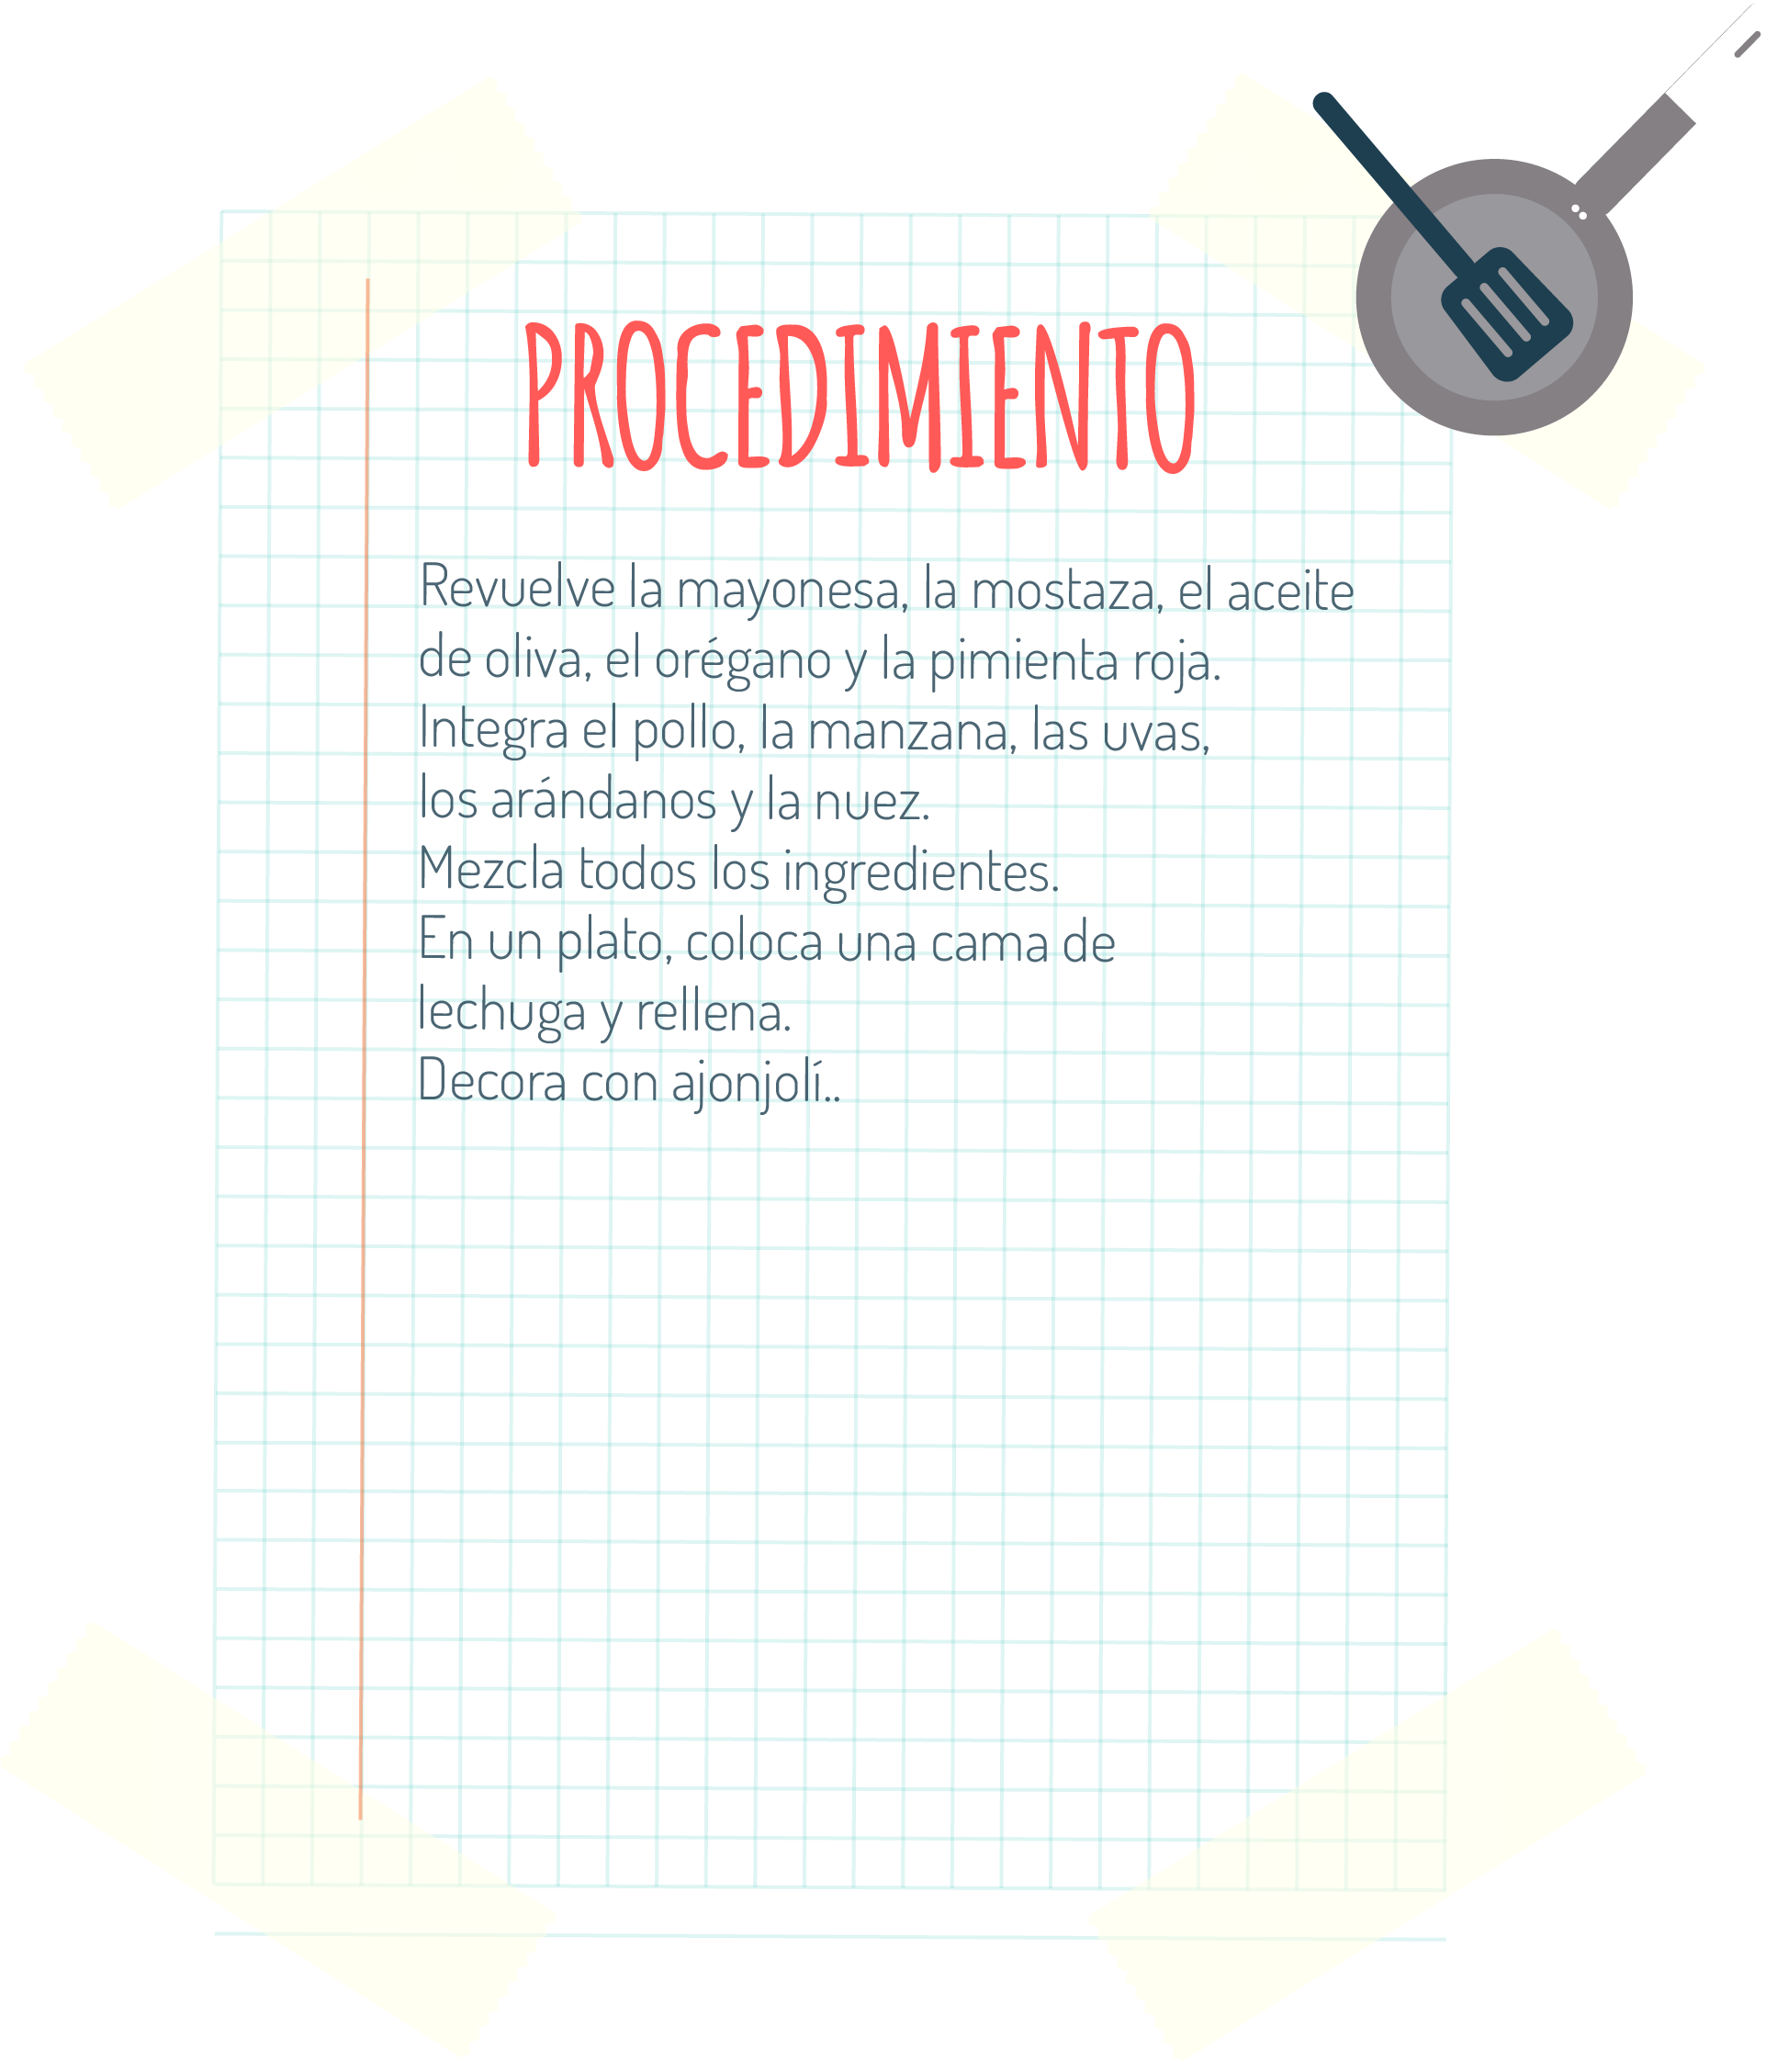 PROCEDIMIENTO
Revuelve la mayonesa, la mostaza, el aceite
de oliva, el orégano y la pimienta roja.
Integra el pollo, la manzana, las uvas,
los arándanos y la nuez.
Mezcla todos los ingredientes.
En un plato, coloca una cama de
lechuga y rellena.
Decora con ajonjolí..